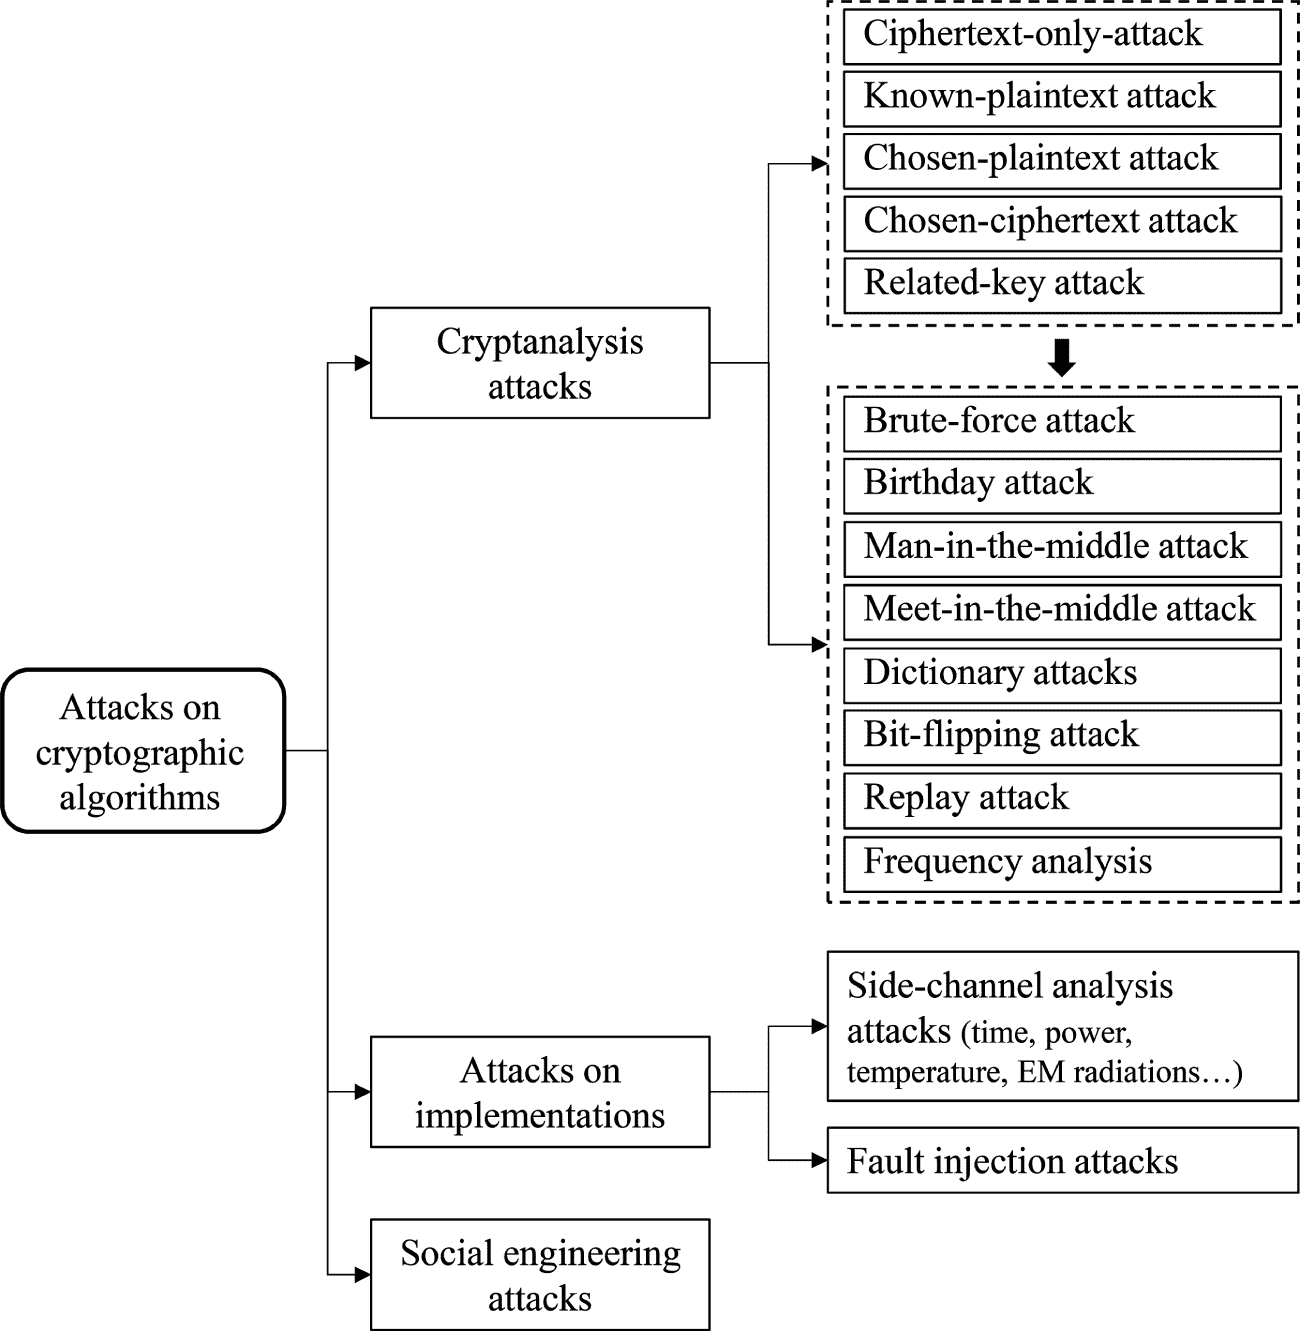 Ciphertext-only-attack
Known-plaintext attack
Chosen-plaintext attack
Chosen-ciphertext attack
Related-key attack
Cryptanalysis
attacks
Brute-force attack
Birthday attack
Man-in-the-middle attack
Meet-in-the-middle attack
Dictionary attacks
Bit-flipping attack
Replay attack
Frequency analysis
Attacks on
cryptographic
algorithms
Side-channel analysis
attacks (time, power,
temperature, EM radiations…)
Attacks on
implementations
Fault injection attacks
Social engineering
attacks